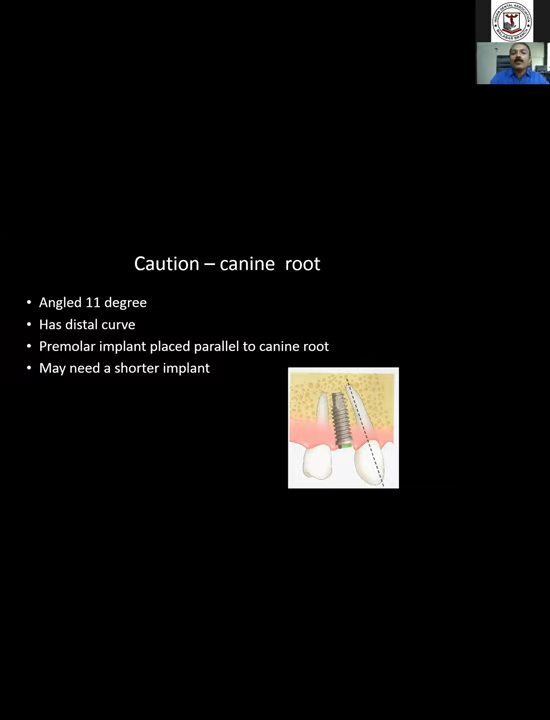 Caution – canine root
• Angled 11 degree
• Has distal curve
• Premolar implant placed parallel to canine root
• May need a shorter implant